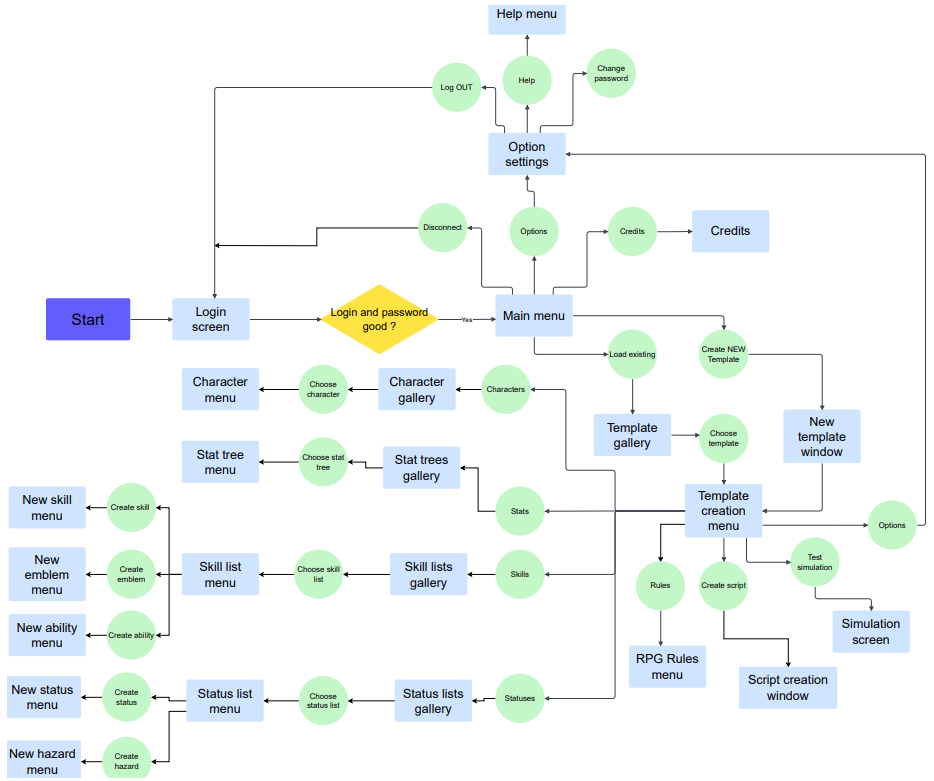 Help menu
Log OUT
Help
Change
password
Option
settings
Disconnect
Options
Credits
Credits
Start
Login
screen
Login and password
good ?
Yes
Main menu
Load existing
Create NEW
Template
Character
menu
Choose
character
Character
gallery
Characters
Template
gallery
Choose
template
New
template
window
Stat tree
menu
Choose stat
tree
Stat trees
gallery
Stats
Template
creation
menu
Options
New skill
menu
Create skill
New
emblem
menu
Create
emblem
Skill list
menu
Choose skill
list
Skill lists
gallery
Skills
Rules
Create script
Test
simulation
New ability
menu
Create ability
Simulation
screen
RPG Rules
menu
Script creation
window
New status
menu
Create
status
Status list
menu
Choose
status list
Status lists
gallery
Statuses
New hazard
menu
Create
hazard